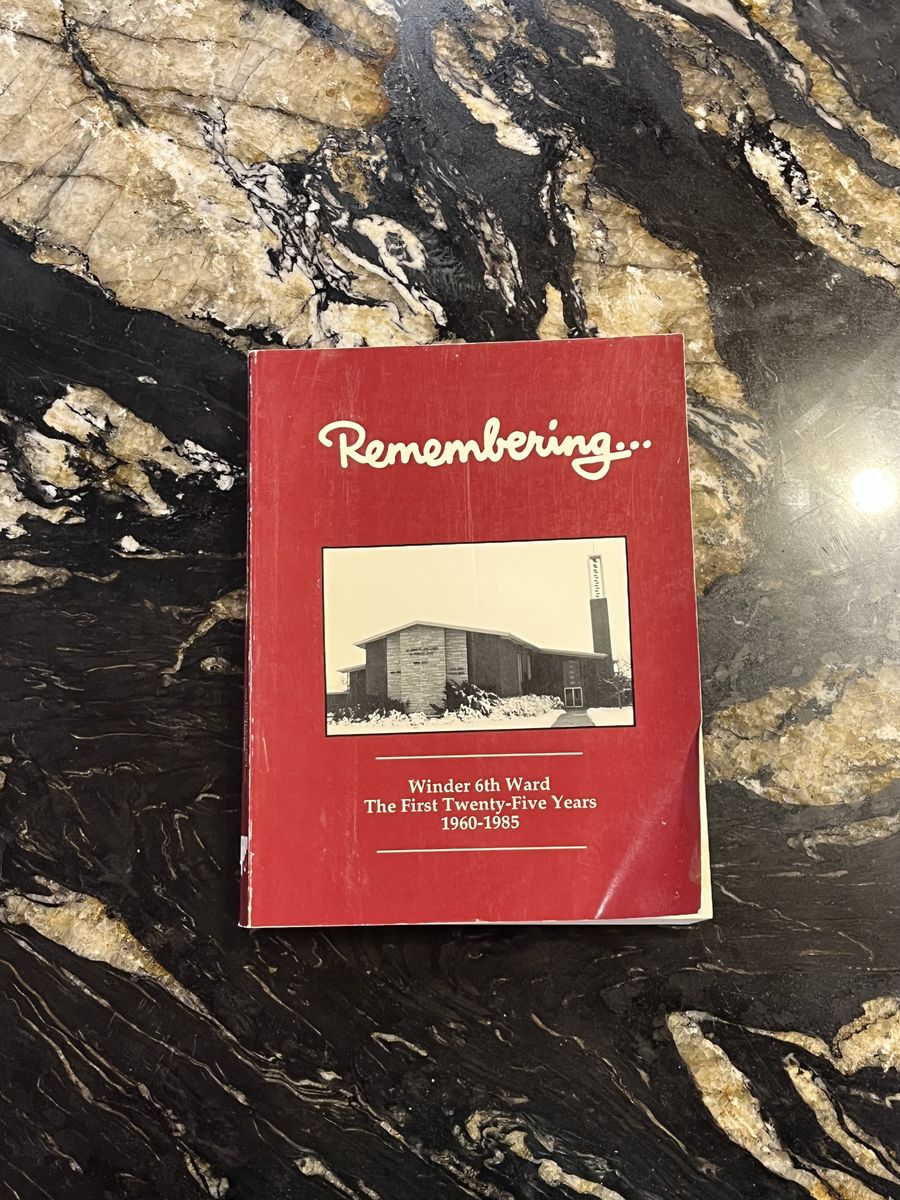 Remembering...
Winder 6th Ward
The First Twenty-Five Years
1960-1985